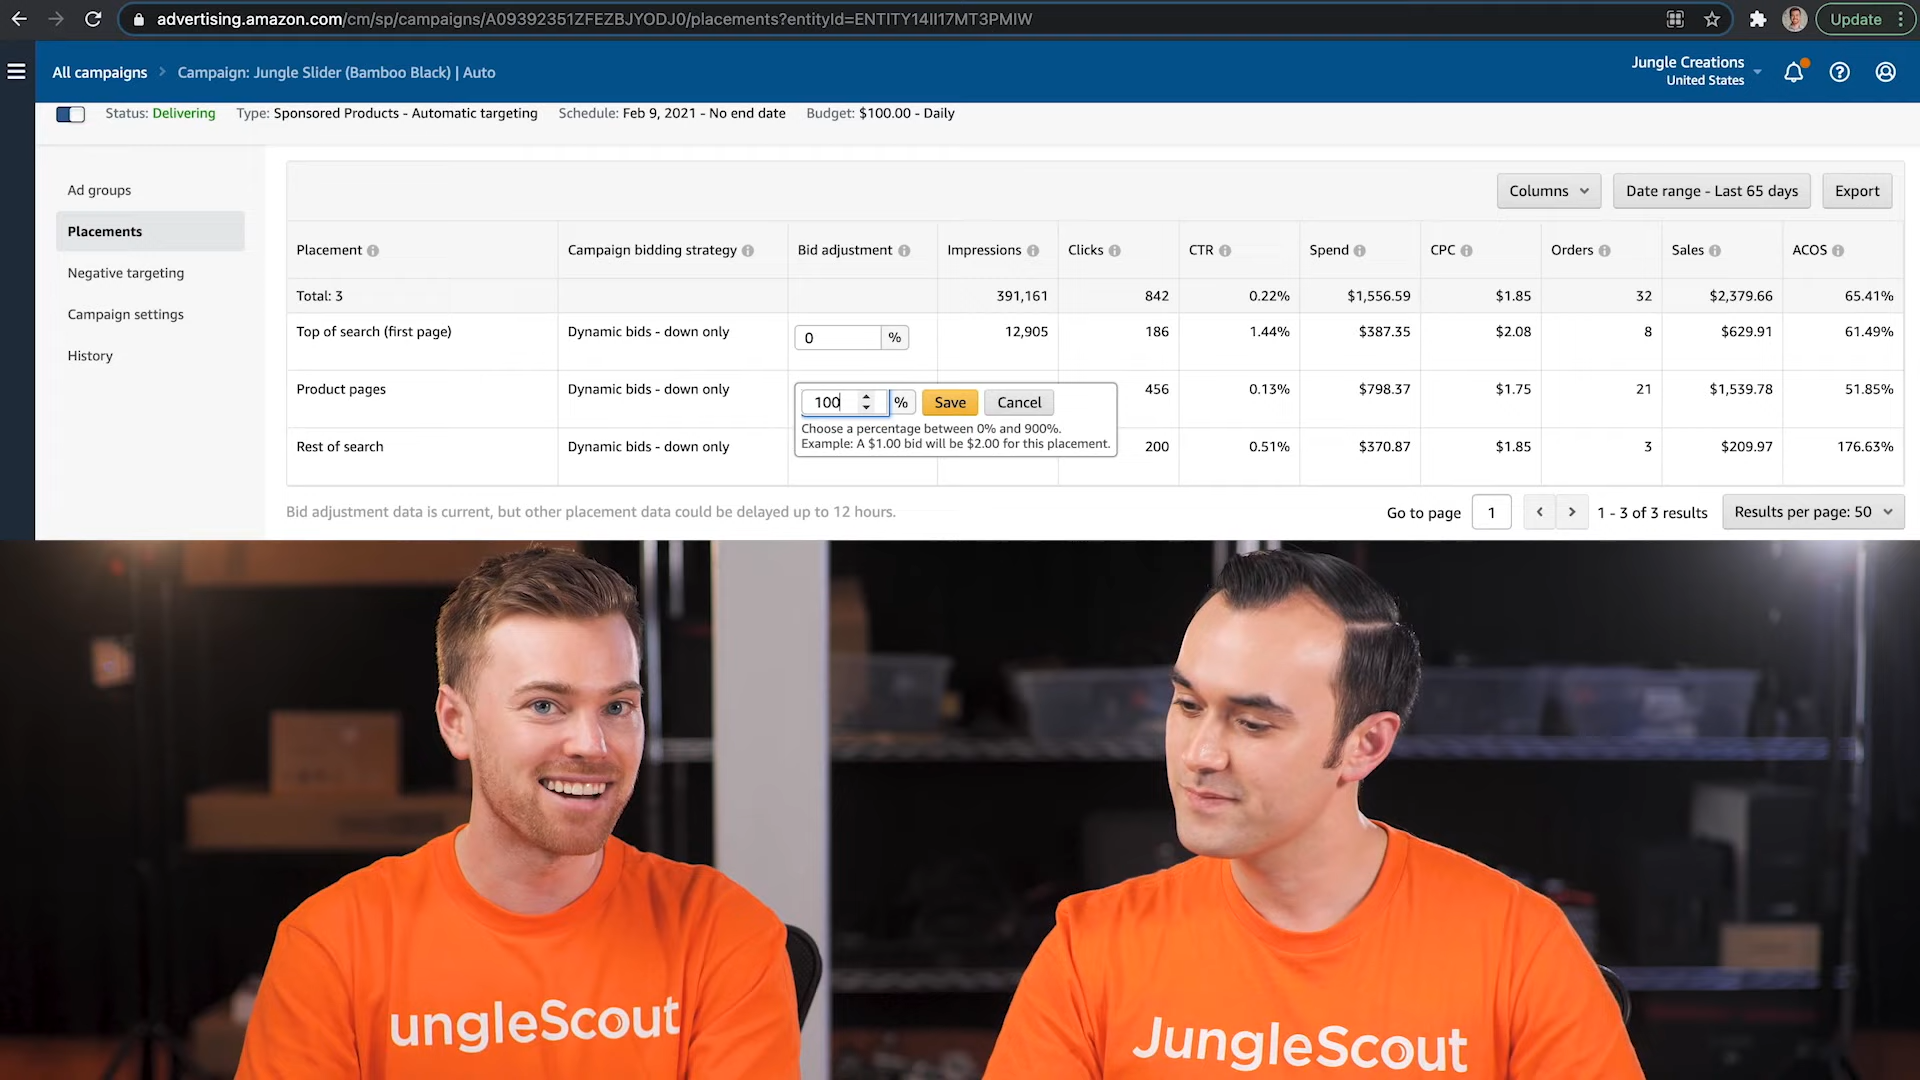 advertising.amazon.com/cm/sp/campaigns/A09392351ZFEZBJYODJ0/placements?entityId=ENTITY14II17MT3PMIW
Update
All campaigns > Campaign: Jungle Slider (Bamboo Black) | Auto
Jungle Creations
United States
Status: Delivering Type: Sponsored Products - Automatic targeting Schedule: Feb 9, 2021 - No end date Budget: $100.00 - Daily
Ad groups
Placements
Negative targeting
Campaign settings
History
Columns Date range - Last 65 days Export
Placement Campaign bidding strategy Bid adjustment Impressions Clicks CTR Spend CPC Orders Sales ACOS
Total: 3 391,161 842 0.22% $1,556.59 $1.85 32 $2,379.66 65.41%
Top of search (first page) Dynamic bids - down only 0 % 12,905 186 1.44% $387.35 $2.08 8 $629.91 61.49%
Product pages Dynamic bids - down only 100 % Save Cancel 456 0.13% $798.37 $1.75 21 $1,539.78 51.85%
Choose a percentage between 0% and 900%.
Example: A $1.00 bid will be $2.00 for this placement.
Rest of search Dynamic bids - down only 200 0.51% $370.87 $1.85 3 $209.97 176.63%
Bid adjustment data is current, but other placement data could be delayed up to 12 hours.
Go to page 1 < > 1 - 3 of 3 results Results per page: 50
ungleScout
JungleScout